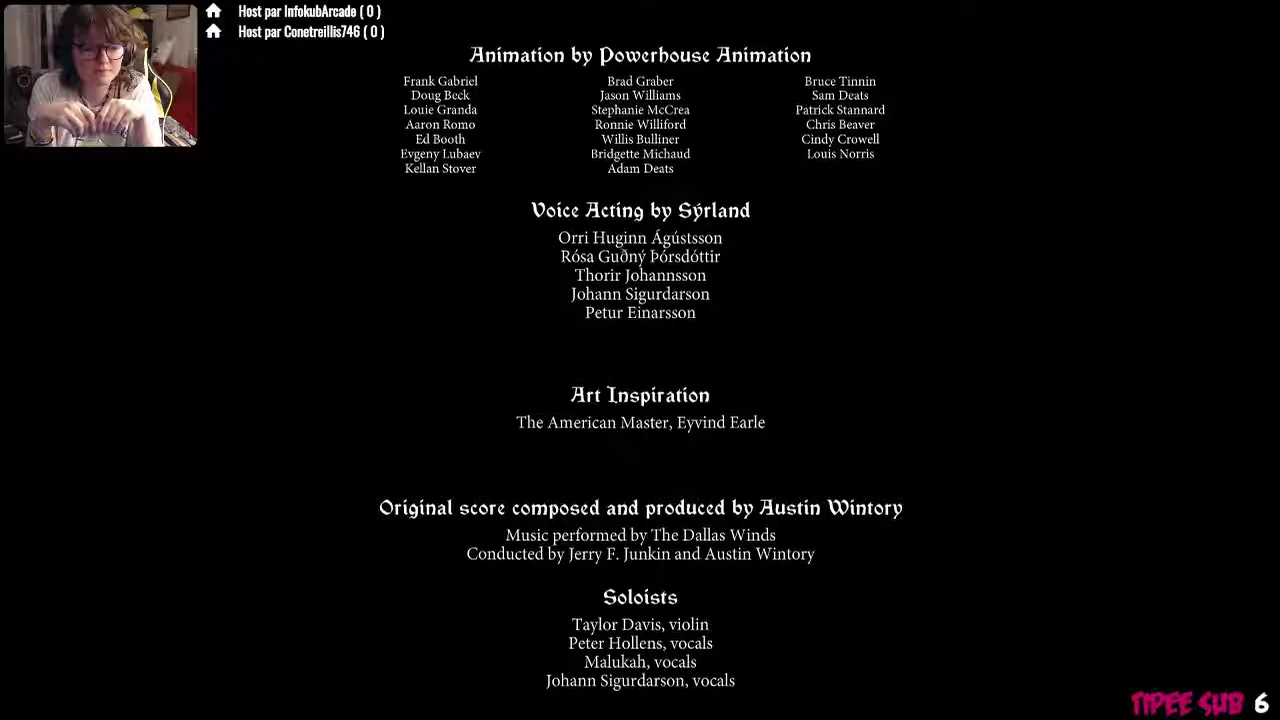 Host par InfokubArcade ( 0 )
Host par Conetreillis746 ( 0 )
Animation by Powerhouse Animation
Frank Gabriel
Doug Beck
Louie Granda
Aaron Romo
Ed Booth
Evgeny Lubaev
Kellan Stover
Brad Graber
Jason Williams
Stephanie McCrea
Ronnie Williford
Willis Bulliner
Bridgette Michaud
Adam Deats
Bruce Tinnin
Sam Deats
Patrick Stannard
Chris Beaver
Cindy Crowell
Louis Norris
Voice Acting by Sýrland
Orri Huginn Ágústsson
Rósa Guðný Þórsdóttir
Thorir Johannsson
Johann Sigurdarson
Petur Einarsson
Art Inspiration
The American Master, Eyvind Earle
Original score composed and produced by Austin Wintory
Music performed by The Dallas Winds
Conducted by Jerry F. Junkin and Austin Wintory
Soloists
Taylor Davis, violin
Peter Hollens, vocals
Malukah, vocals
Johann Sigurdarson, vocals
TIPEE SUB 6